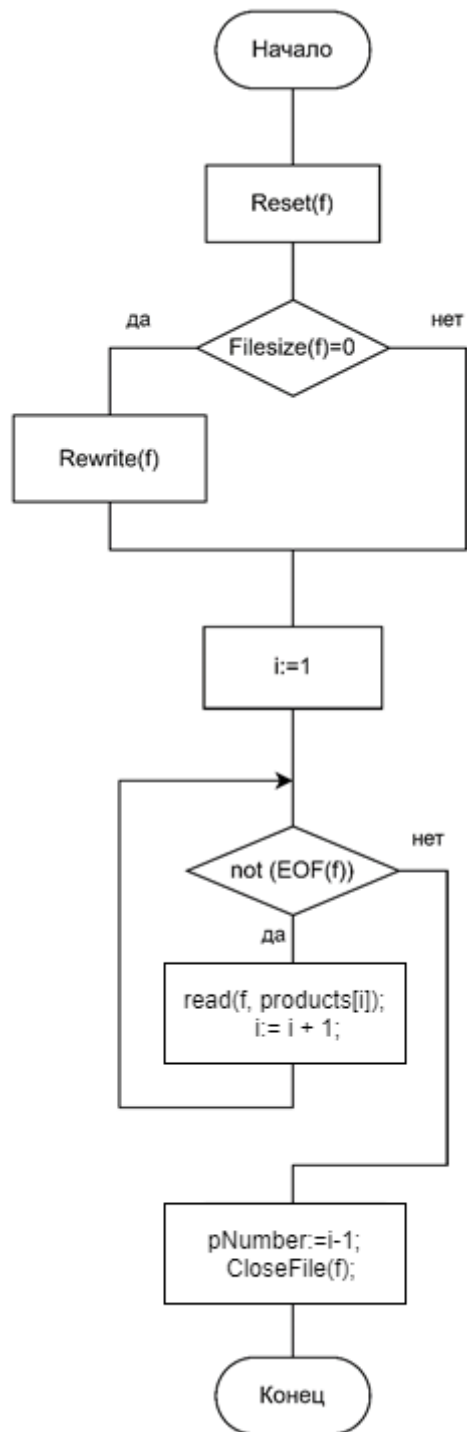 Начало
Reset(f)
да
нет
Filesize(f)=0
Rewrite(f)
i:=1
нет
not (EOF(f))
да
read(f, products[i]);
i:= i + 1;
pNumber:=i-1;
CloseFile(f);
Конец